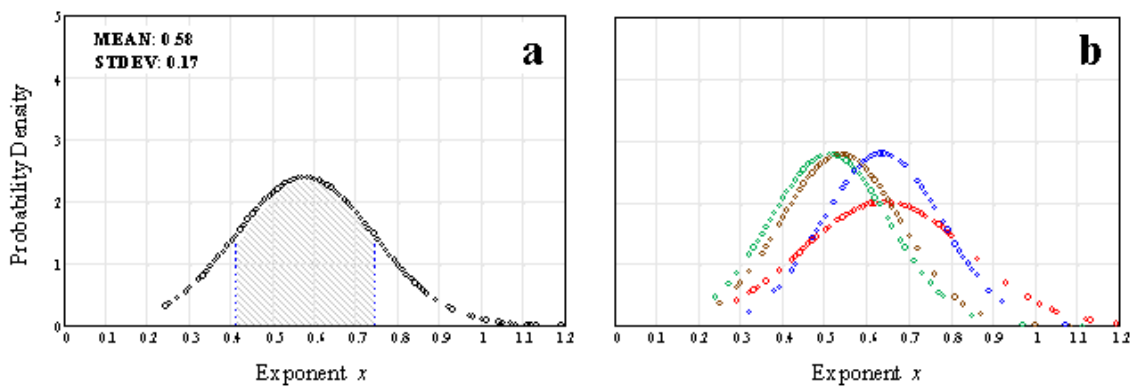 5
MEAN: 0.58
STDEV: 0.17
a
b
4
3
2
1
0
Probability Density
0 0.1 0.2 0.3 0.4 0.5 0.6 0.7 0.8 0.9 1 1.1 1.2
0 0.1 0.2 0.3 0.4 0.5 0.6 0.7 0.8 0.9 1 1.1 1.2
Exponent x
Exponent x